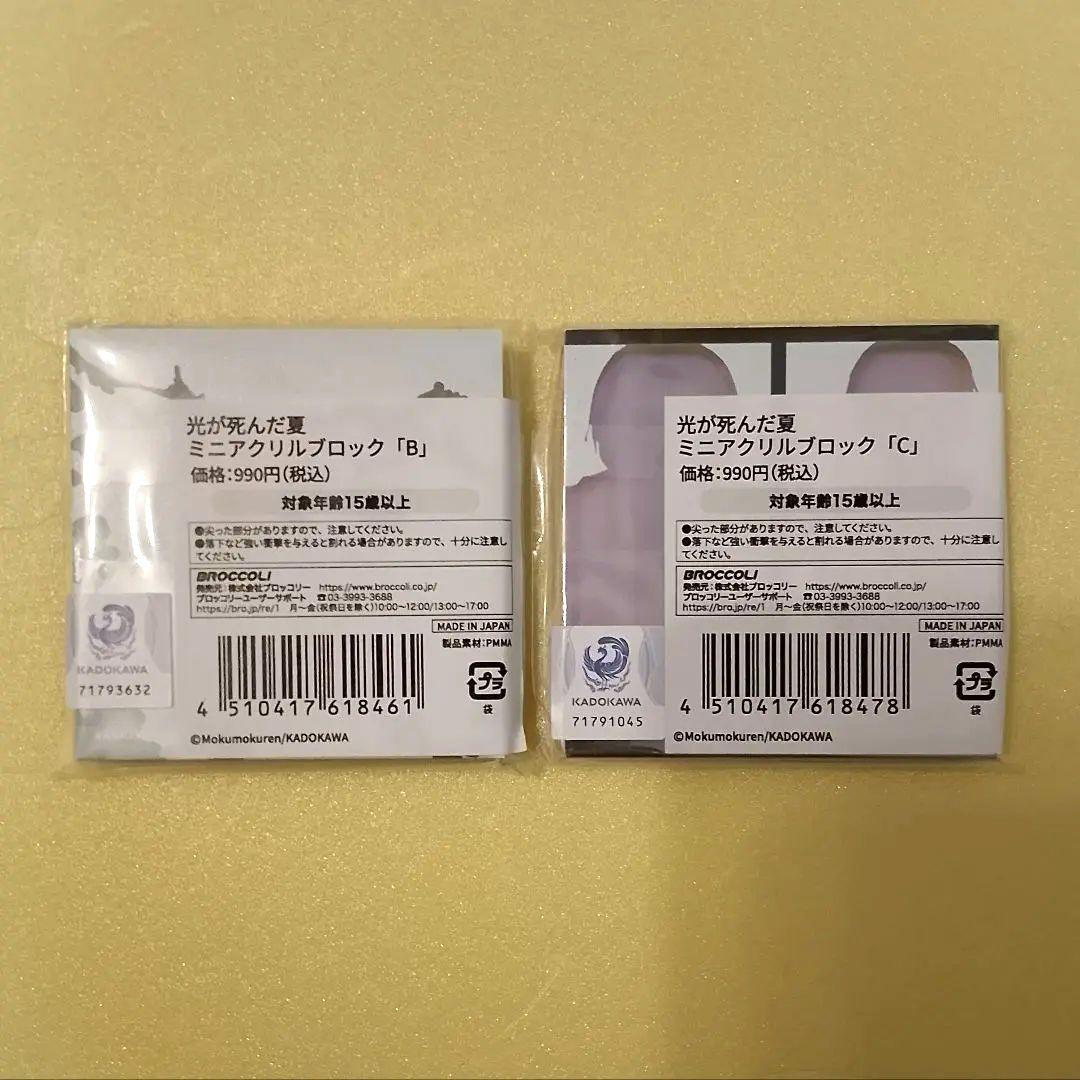 光が死んだ夏
ミニアクリルブロック「B」
価格:990円(税込)
対象年齢15歳以上
●尖った部分がありますので、注意してください。
●落下など強い衝撃を与えると割れる場合がありますので、十分に注意し
てください。
BROCCOLI
発売元:株式会社ブロッコリー https://www.broccoli.co.jp/
ブロッコリーユーザーサポート ☎03-3993-3688
https://bro.jp/re/1 月〜金(祝祭日を除く)10:00〜12:00/13:00〜17:00
MADE IN JAPAN
製品素材:PMMA
KADOKAWA
71793632
4 510417 618461
プラ
袋
©Mokumokuren/KADOKAWA
光が死んだ夏
ミニアクリルブロック「C」
価格:990円(税込)
対象年齢15歳以上
●尖った部分がありますので、注意してください。
●落下など強い衝撃を与えると割れる場合がありますので、十分に注意し
てください。
BROCCOLI
発売元:株式会社ブロッコリー https://www.broccoli.co.jp/
ブロッコリーユーザーサポート ☎03-3993-3688
https://bro.jp/re/1 月〜金(祝祭日を除く)10:00〜12:00/13:00〜17:00
MADE IN JAPAN
製品素材:PMMA
KADOKAWA
71791045
4 510417 618478
プラ
袋
©Mokumokuren/KADOKAWA